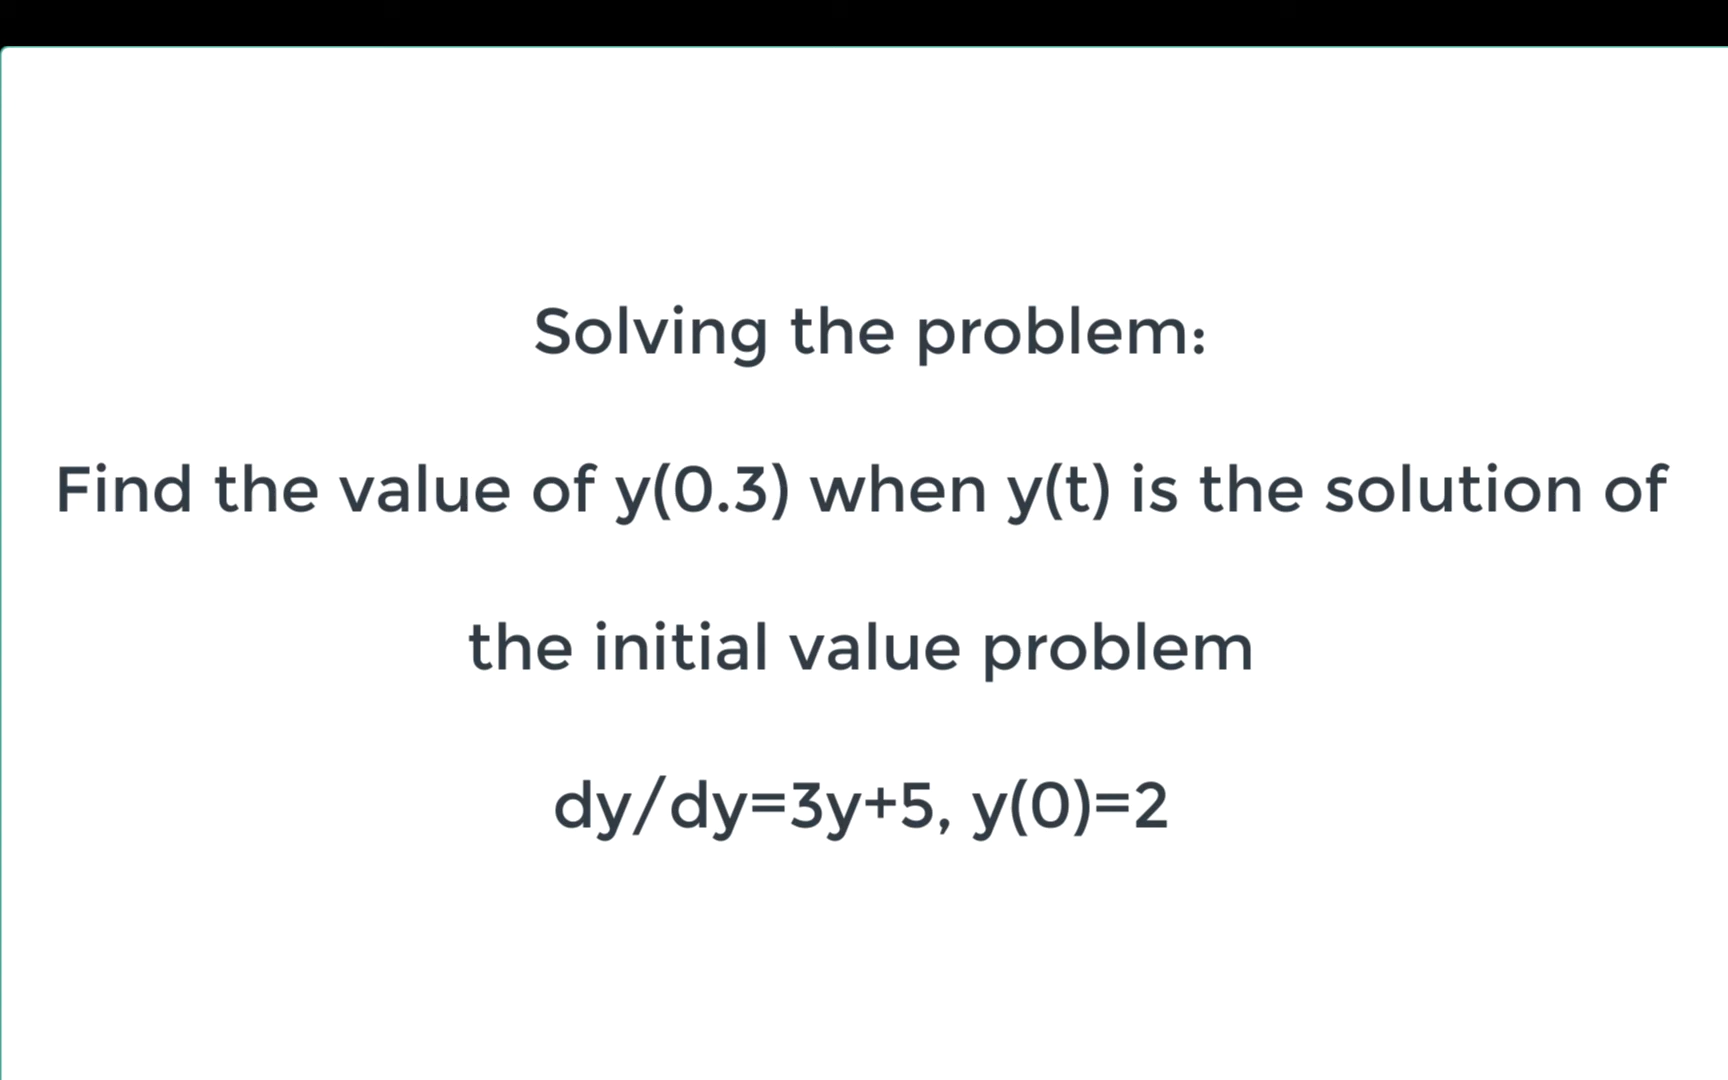 Solving the problem:
Find the value of y(0.3) when y(t) is the solution of
the initial value problem
dy/dy=3y+5, y(0)=2